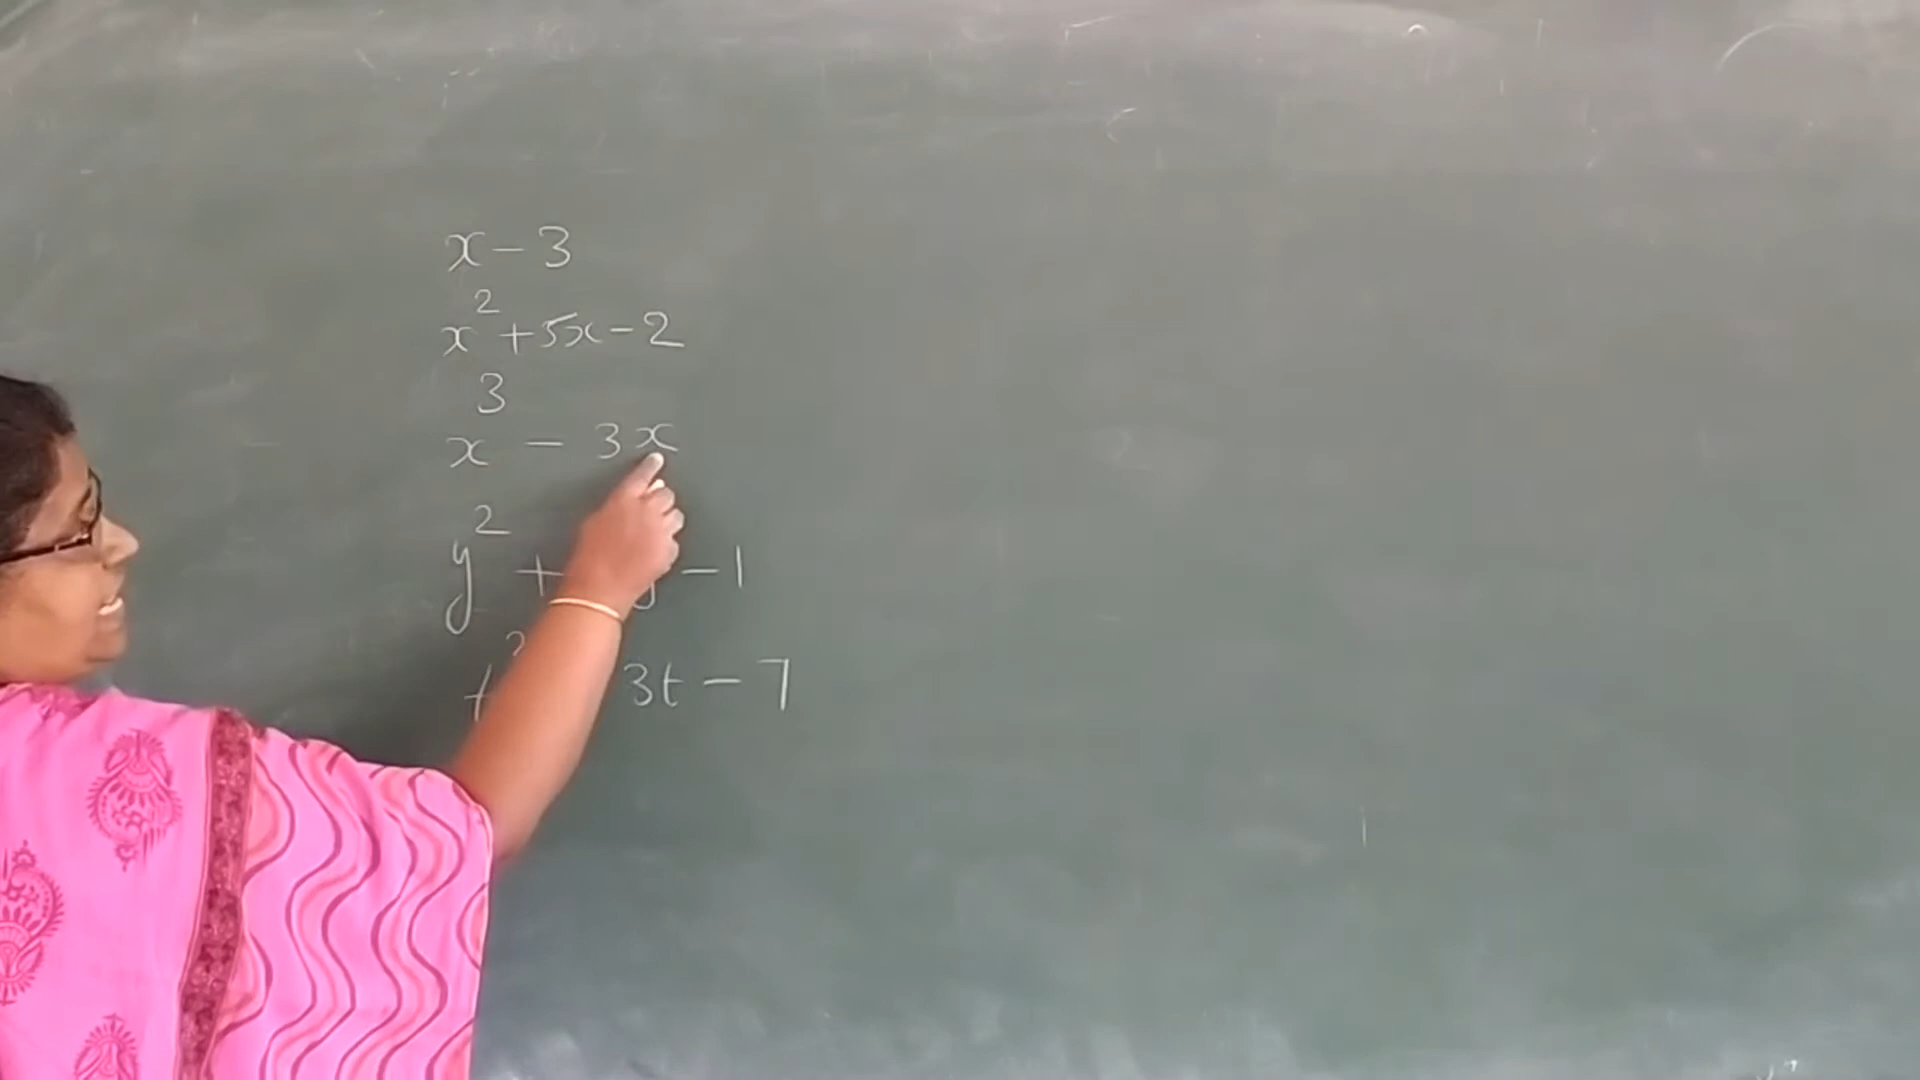 x - 3
x² + 5x - 2
x³ - 3x
y² + y - 1
t² 3t - 7